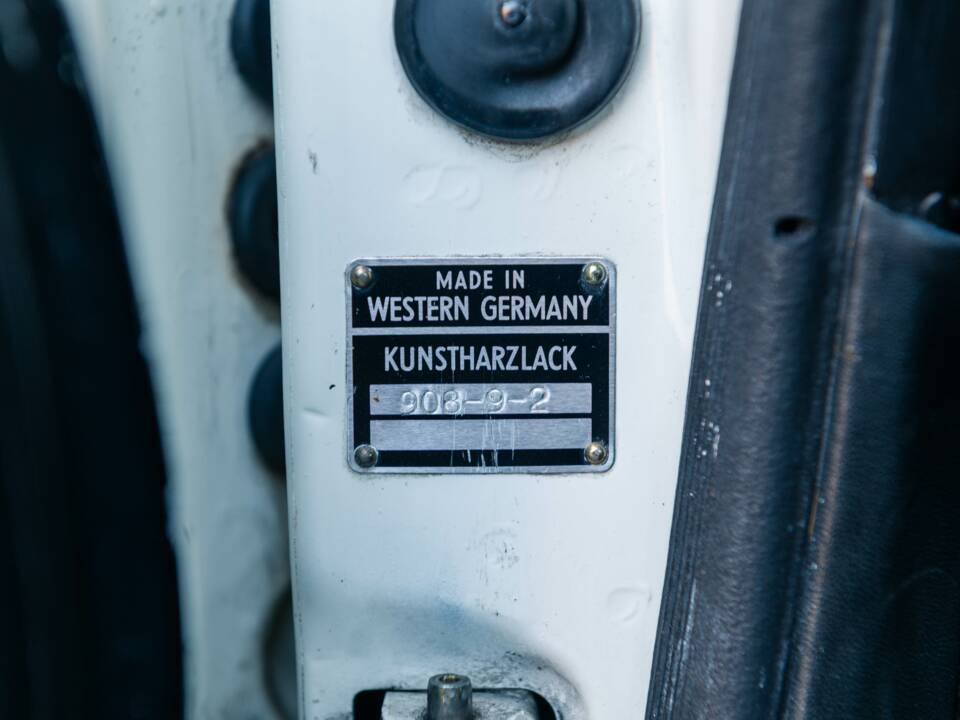 MADE IN
WESTERN GERMANY
KUNSTHARZLACK
908-9-2